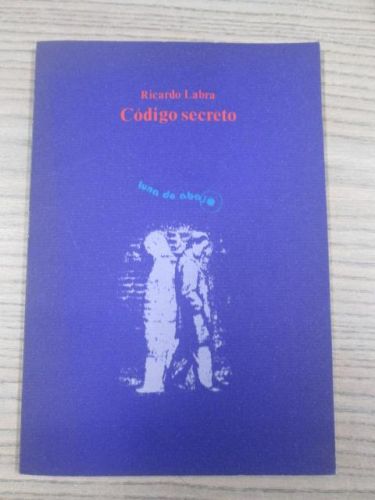 Ricardo Labra
Código secreto
luna de abajo